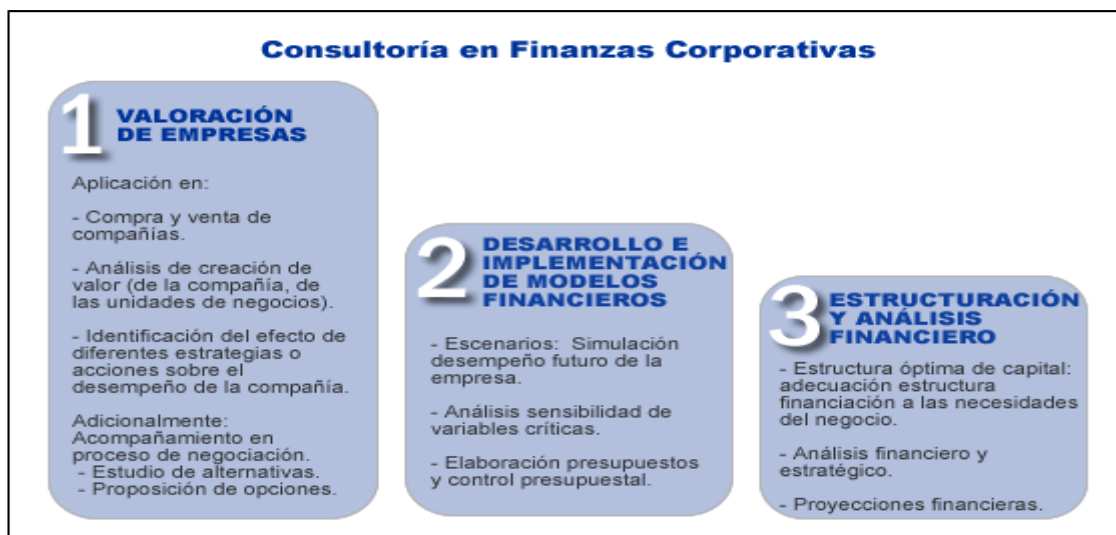 Consultoría en Finanzas Corporativas
1 VALORACIÓN
DE EMPRESAS
Aplicación en:
- Compra y venta de
compañías.
- Análisis de creación de
valor (de la compañía, de
las unidades de negocios).
- Identificación del efecto de
diferentes estrategias o
acciones sobre el
desempeño de la compañía.
Adicionalmente:
Acompañamiento en
proceso de negociación.
- Estudio de alternativas.
- Proposición de opciones.
2 DESARROLLO E
IMPLEMENTACIÓN
DE MODELOS
FINANCIEROS
- Escenarios: Simulación
desempeño futuro de la
empresa.
- Análisis sensibilidad de
variables críticas.
- Elaboración presupuestos
y control presupuestal.
3 ESTRUCTURACIÓN
Y ANÁLISIS
FINANCIERO
- Estructura óptima de capital:
adecuación estructura
financiación a las necesidades
del negocio.
- Análisis financiero y
estratégico.
- Proyecciones financieras.